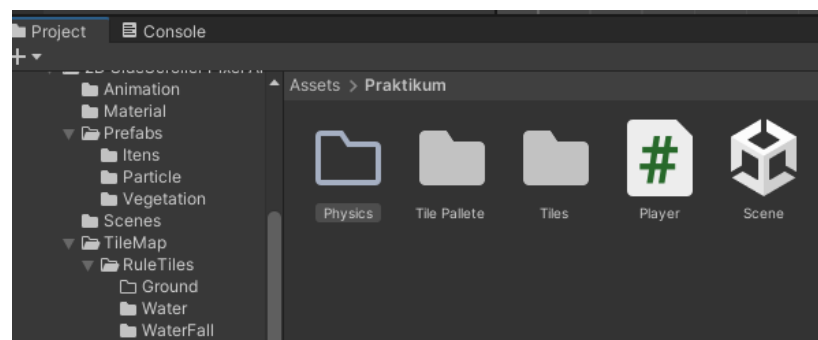 Project
Console
Animation
Material
Prefabs
Itens
Particle
Vegetation
Scenes
TileMap
RuleTiles
Ground
Water
WaterFall
Assets > Praktikum
Physics
Tile Pallete
Tiles
Player
Scene